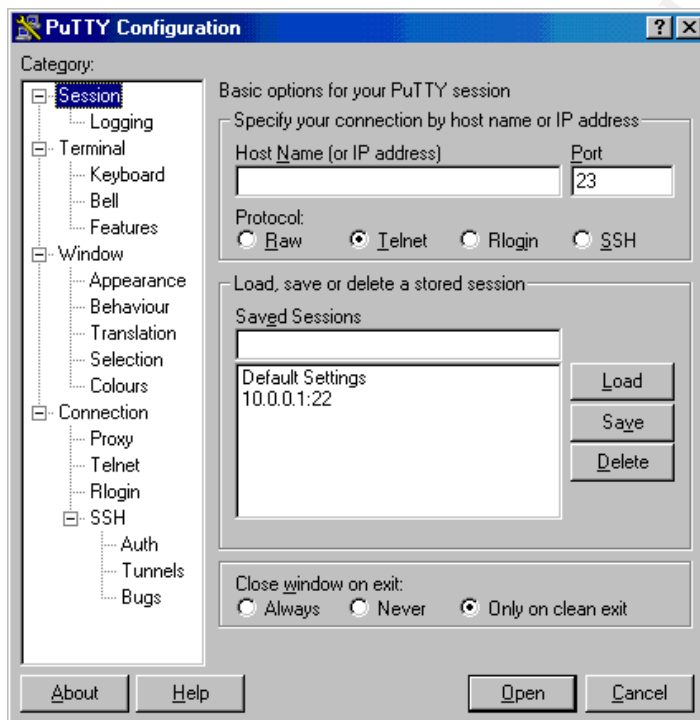 PuTTY Configuration
Category:
Session
Logging
Terminal
Keyboard
Bell
Features
Window
Appearance
Behaviour
Translation
Selection
Colours
Connection
Proxy
Telnet
Rlogin
SSH
Auth
Tunnels
Bugs
Basic options for your PuTTY session
Specify your connection by host name or IP address
Host Name (or IP address) Port
23
Protocol:
Raw Telnet Rlogin SSH
Load, save or delete a stored session
Saved Sessions
Default Settings
10.0.0.1:22
Load
Save
Delete
Close window on exit:
Always Never Only on clean exit
About Help Open Cancel